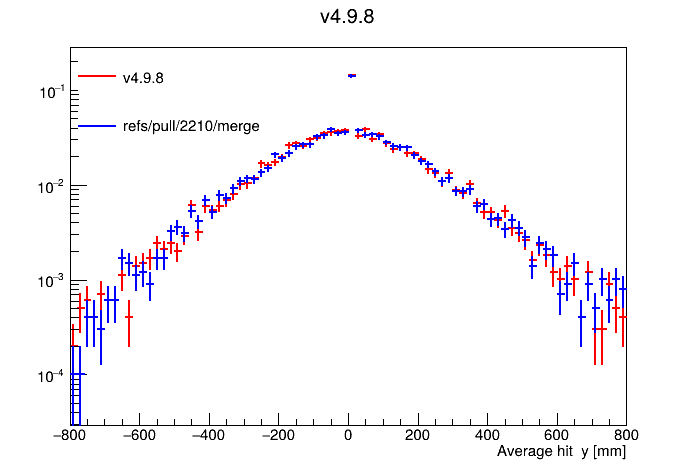 v4.9.8
v4.9.8
refs/pull/2210/merge
10⁻¹
10⁻²
10⁻³
10⁻⁴
−800 −600 −400 −200 0 200 400 600 800
Average hit y [mm]